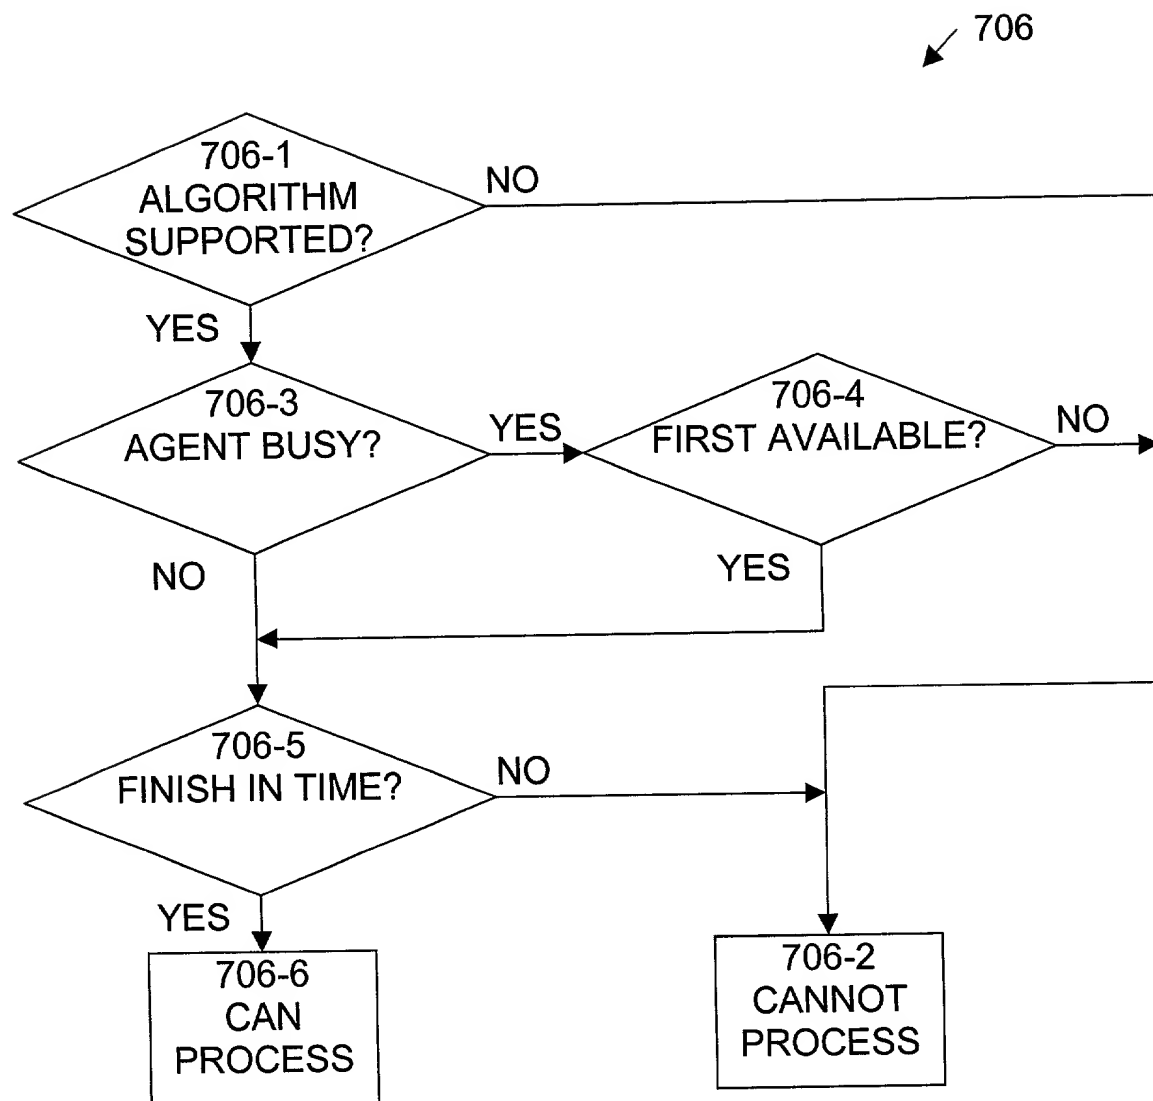 706
706-1
ALGORITHM
SUPPORTED?
NO
YES
706-3
AGENT BUSY?
YES
706-4
FIRST AVAILABLE?
NO
NO
YES
706-5
FINISH IN TIME?
NO
YES
706-6
CAN
PROCESS
706-2
CANNOT
PROCESS